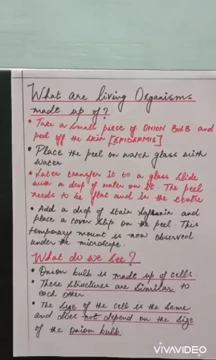 What are living Organisms
made up of?
• Take a small piece of ONION BULB and
peel off the skin [EPIDERMIS]
• Place the peel on watch glass with
water
• Later transfer it to a glass slide
with a drop of water on it. The peel
needs to be flat and in the centre
• Add a drop of stain
place a cover slip on the peel. This
temporary mount is now observed
under the microscope.
What do we see?
• Onion bulb is made up of cells.
• These structures are similar to
each other
• The size of the cells is the same
and does not depend on the size
of the onion bulb.
VIVAVIDEO